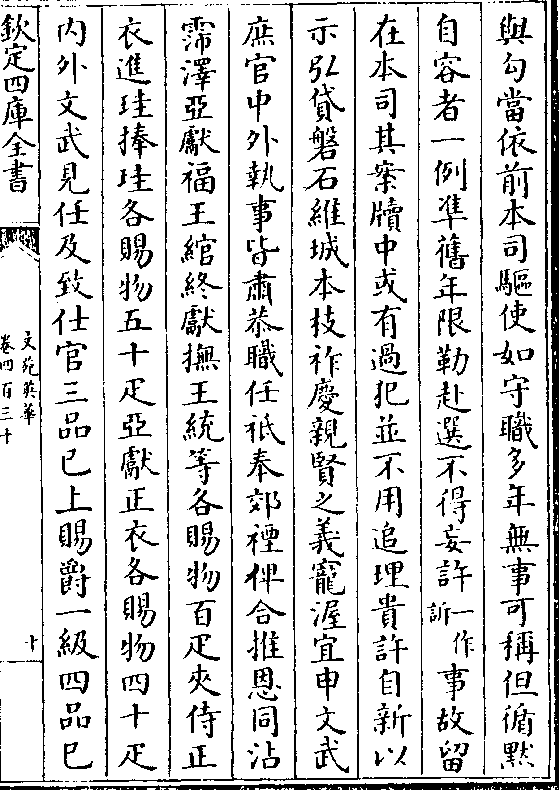 與勾當依前本司驅使如守職多年無事可稱但循默
自容者一例準舊年限勒赴選不得妄許一作訴事故留
在本司其案牘中或有過犯並不用追理貴許自新以
示弘貸磐石維城本枝祚慶親賢之義寵渥宜申文武
庶官中外執事皆肅恭職任祗奉郊禋俾合推恩同沾
霈澤亞獻福王綰終獻撫王紘等各賜物百疋夾侍正
衣進珪捧珪各賜物五十疋亞獻正衣各賜物四十疋
内外文武見任及致仕官三品已上賜爵一級四品已
欽定四庫全書
文苑英華
卷四百三十
十